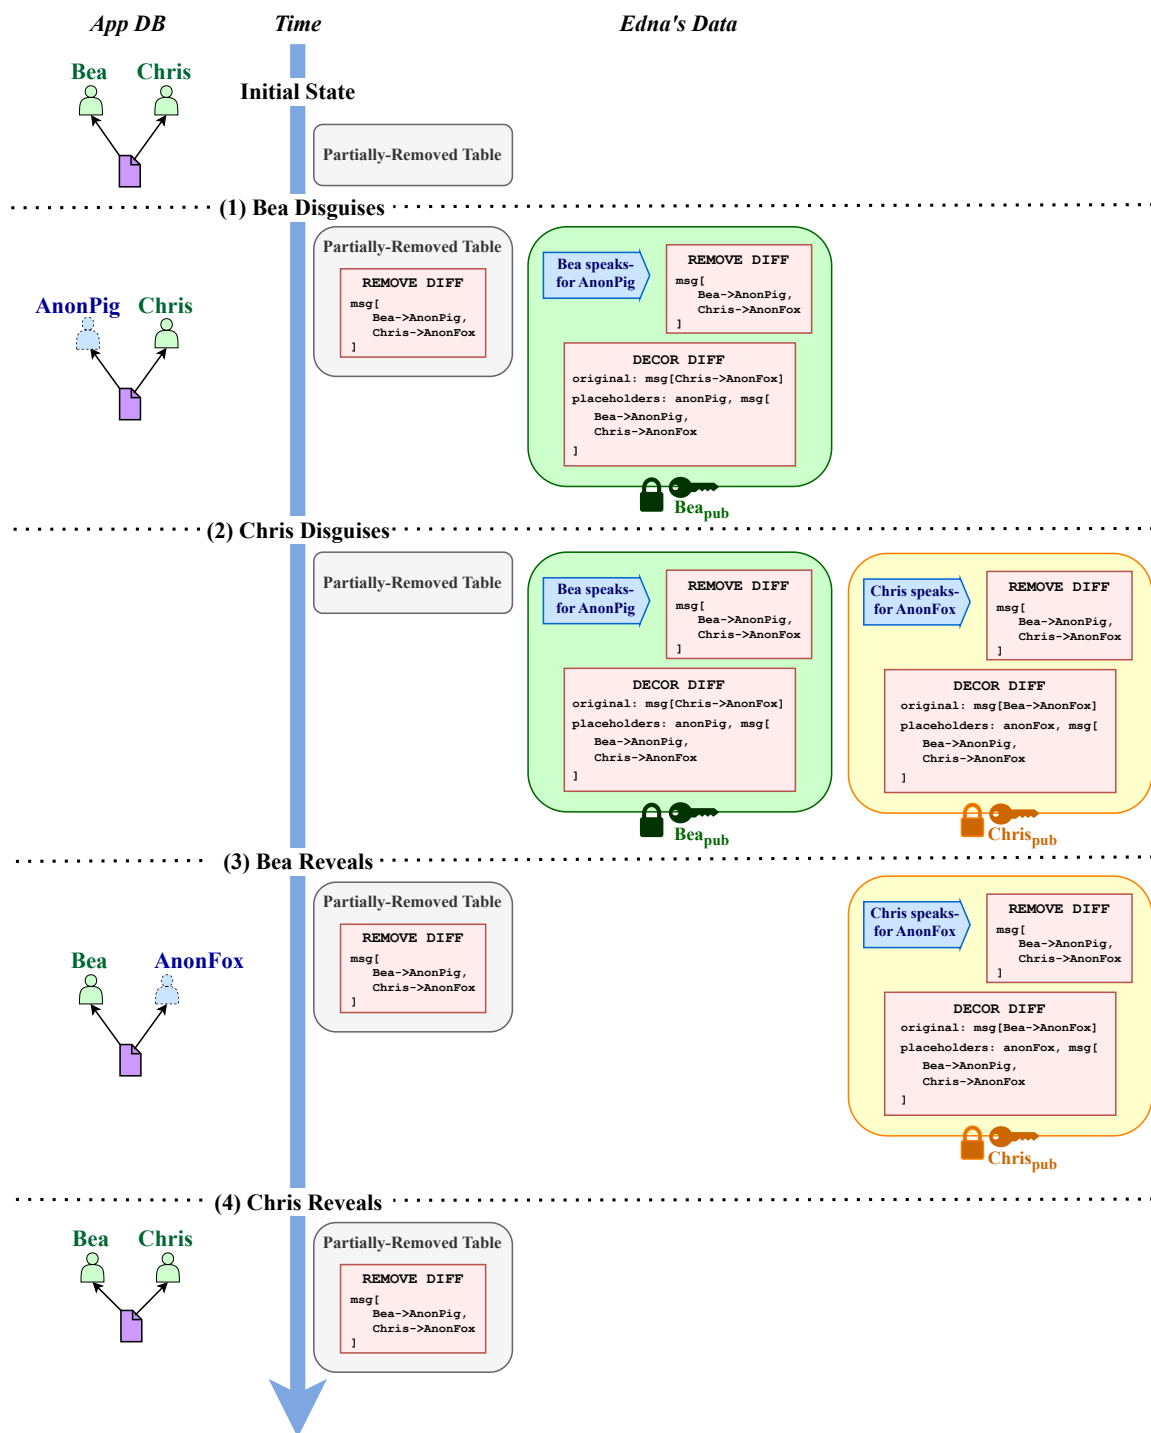 App DB
Time
Edna's Data
Bea
Chris
Initial State
Partially-Removed Table
(1) Bea Disguises
AnonPig
Chris
Partially-Removed Table
REMOVE DIFF
msg[
Bea->AnonPig,
Chris->AnonFox
]
Bea speaks-
for AnonPig
REMOVE DIFF
msg[
Bea->AnonPig,
Chris->AnonFox
]
DECOR DIFF
original: msg[Chris->AnonFox]
placeholders: anonPig, msg[
Bea->AnonPig,
Chris->AnonFox
]
Beapub
(2) Chris Disguises
Partially-Removed Table
Bea speaks-
for AnonPig
REMOVE DIFF
msg[
Bea->AnonPig,
Chris->AnonFox
]
DECOR DIFF
original: msg[Chris->AnonFox]
placeholders: anonPig, msg[
Bea->AnonPig,
Chris->AnonFox
]
Beapub
Chris speaks-
for AnonFox
REMOVE DIFF
msg[
Bea->AnonPig,
Chris->AnonFox
]
DECOR DIFF
original: msg[Bea->AnonFox]
placeholders: anonFox, msg[
Bea->AnonPig,
Chris->AnonFox
]
Chrispub
(3) Bea Reveals
Bea
AnonFox
Partially-Removed Table
REMOVE DIFF
msg[
Bea->AnonPig,
Chris->AnonFox
]
Chris speaks-
for AnonFox
REMOVE DIFF
msg[
Bea->AnonPig,
Chris->AnonFox
]
DECOR DIFF
original: msg[Bea->AnonFox]
placeholders: anonFox, msg[
Bea->AnonPig,
Chris->AnonFox
]
Chrispub
(4) Chris Reveals
Bea
Chris
Partially-Removed Table
REMOVE DIFF
msg[
Bea->AnonPig,
Chris->AnonFox
]